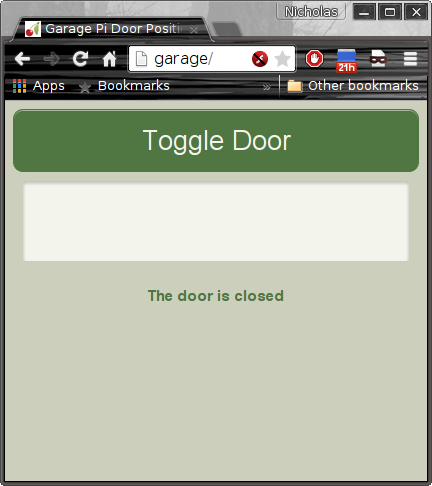 Nicholas
Garage Pi Door Positi
garage/
21h
Apps Bookmarks » Other bookmarks
Toggle Door
The door is closed